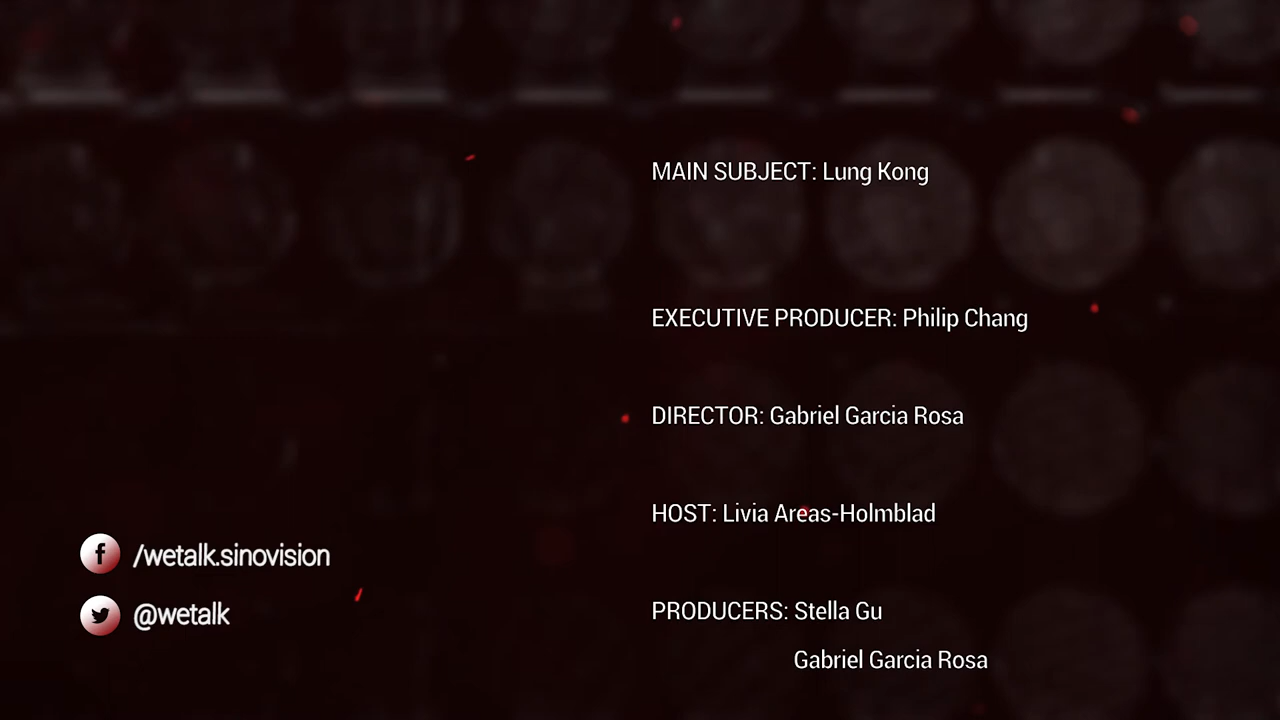 MAIN SUBJECT: Lung Kong
EXECUTIVE PRODUCER: Philip Chang
DIRECTOR: Gabriel Garcia Rosa
HOST: Livia Areas-Holmblad
PRODUCERS: Stella Gu
Gabriel Garcia Rosa
/wetalk.sinovision
@wetalk